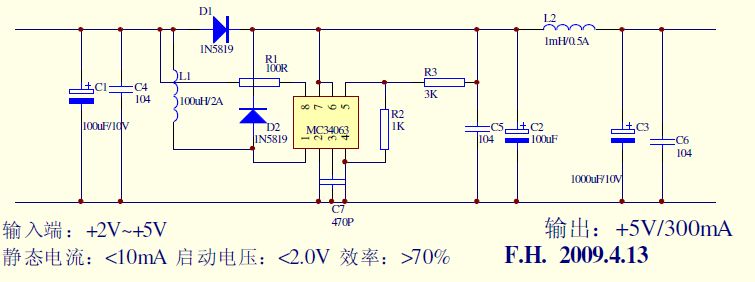 D1
1N5819
L2
1mH/0.5A
R1
100R
C1
100uF/10V
C4
104
L1
100uH/2A
D2
1N5819
8 7 6 5
MC34063
1 2 3 4
R3
3K
R2
1K
C5
104
C2
100uF
C3
1000uF/10V
C6
104
C7
470P
输入端：+2V~+5V
输出：+5V/300mA
静态电流：<10mA 启动电压：<2.0V 效率：>70%
F.H. 2009.4.13